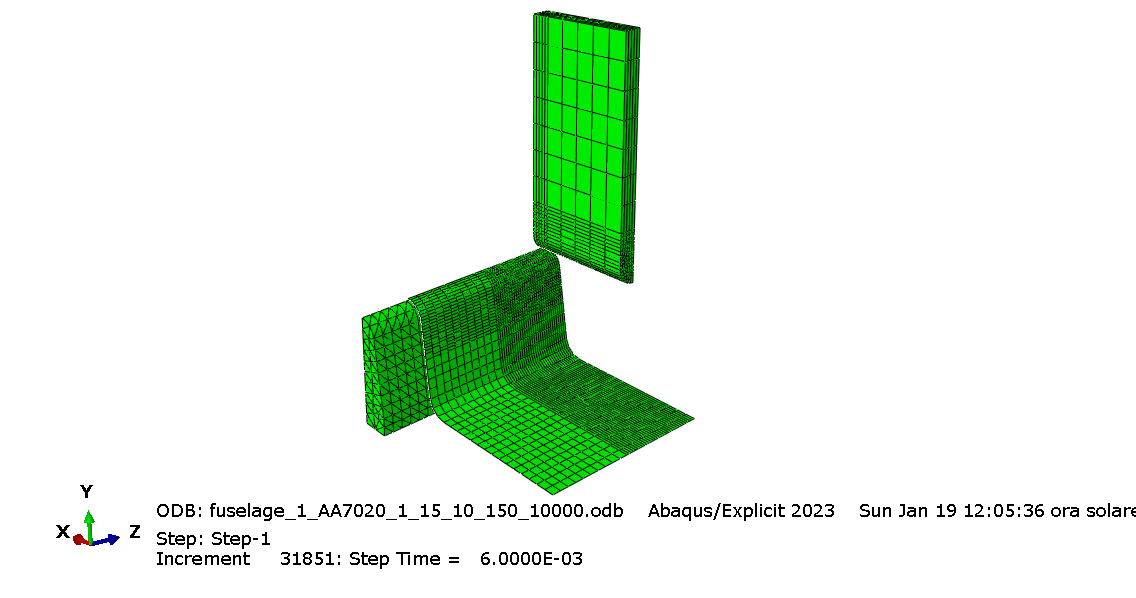 Y
X
Z
ODB: fuselage_1_AA7020_1_15_10_150_10000.odb Abaqus/Explicit 2023 Sun Jan 19 12:05:36 ora solare
Step: Step-1
Increment 31851: Step Time = 6.0000E-03